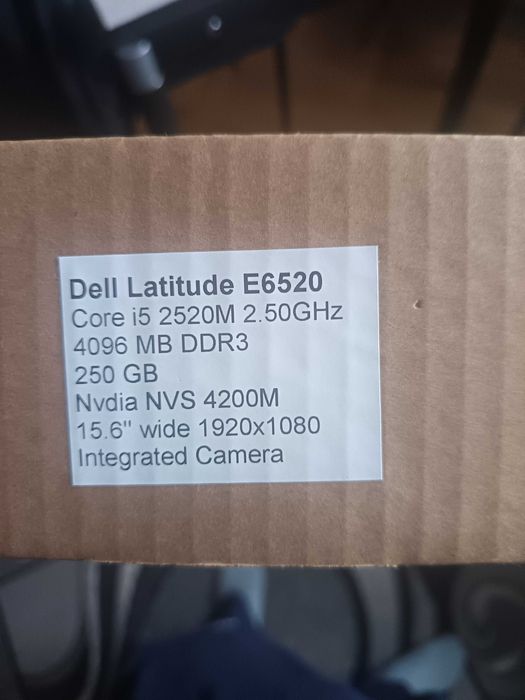 Dell Latitude E6520
Core i5 2520M 2.50GHz
4096 MB DDR3
250 GB
Nvdia NVS 4200M
15.6" wide 1920x1080
Integrated Camera